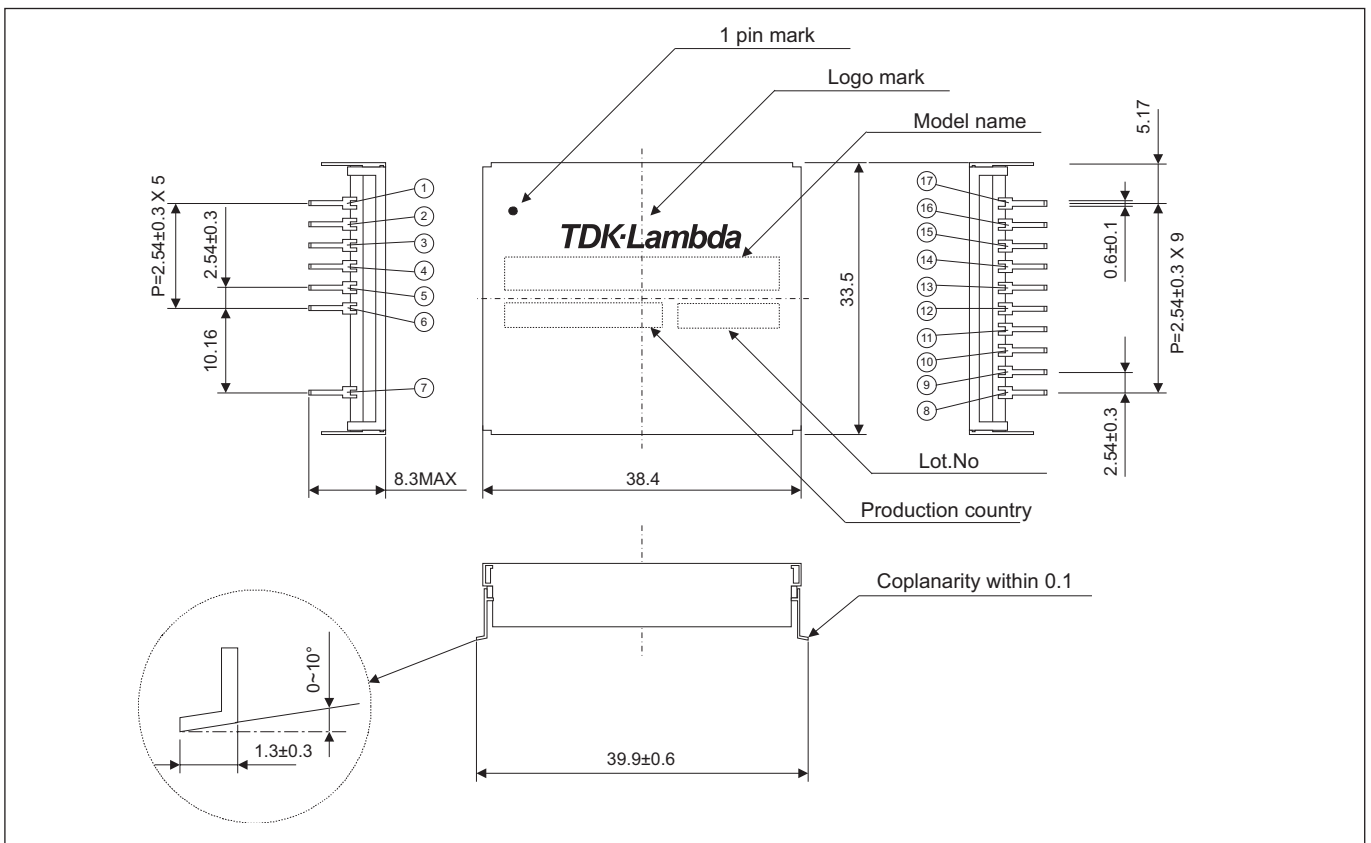 1 pin mark
Logo mark
Model name
5.17
P=2.54±0.3 X 5
2.54±0.3
10.16
1
2
3
4
5
6
7
TDK·Lambda
33.5
17
16
15
14
13
12
11
10
9
8
0.6±0.1
P=2.54±0.3 X 9
2.54±0.3
8.3MAX
38.4
Lot.No
Production country
Coplanarity within 0.1
0~10°
1.3±0.3
39.9±0.6